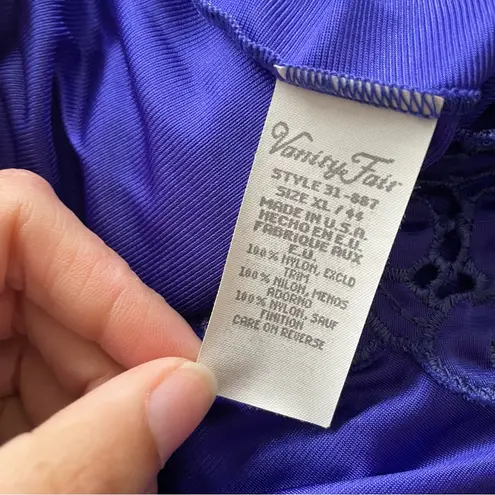 Vanity Fair
STYLE 31-887
SIZE XL / 44
MADE IN U.S.A.
HECHO EN E.U.
FABRIQUE AUX
E.U.
100% NYLON, EXCLD
TRIM
100% NILON, MENOS
ADORNO
100% NYLON, SAUF
FINITION
CARE ON REVERSE